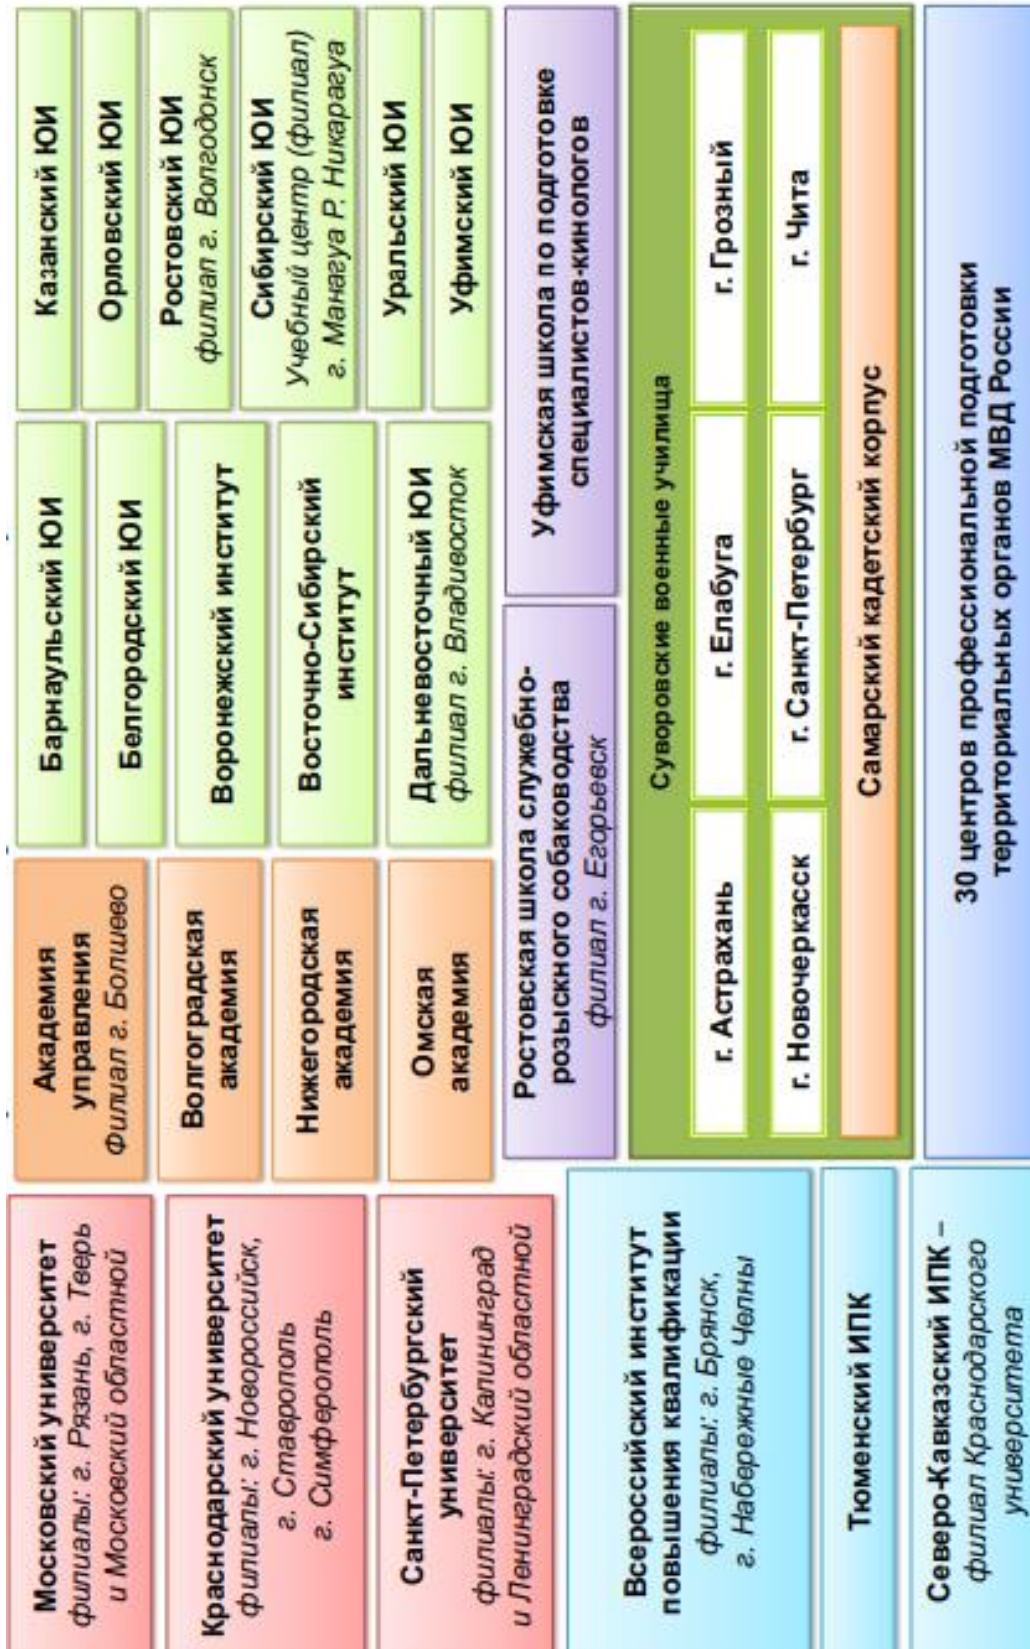 Московский университет
филиалы: г. Рязань, г. Тверь
и Московский областной
Краснодарский университет
филиалы: г. Новороссийск,
г. Ставрополь
г. Симферополь
Санкт-Петербургский
университет
филиалы: г. Калининград
и Ленинградский областной
Всероссийский институт
повышения квалификации
филиалы: г. Брянск,
г. Набережные Челны
Тюменский ИПК
Северо-Кавказский ИПК –
филиал Краснодарского
университета
Академия
управления
Филиал г. Болшево
Волгоградская
академия
Нижегородская
академия
Омская
академия
Барнаульский ЮИ
Белгородский ЮИ
Воронежский институт
Восточно-Сибирский
институт
Дальневосточный ЮИ
филиал г. Владивосток
Казанский ЮИ
Орловский ЮИ
Ростовский ЮИ
филиал г. Волгодонск
Сибирский ЮИ
Учебный центр (филиал)
г. Манагуа Р. Никарагуа
Уральский ЮИ
Уфимский ЮИ
Ростовская школа служебно-
розыскного собаководства
филиал г. Егорьевск
Уфимская школа по подготовке
специалистов-кинологов
Суворовские военные училища
г. Астрахань
г. Елабуга
г. Грозный
г. Новочеркасск
г. Санкт-Петербург
г. Чита
Самарский кадетский корпус
30 центров профессиональной подготовки
территориальных органов МВД России